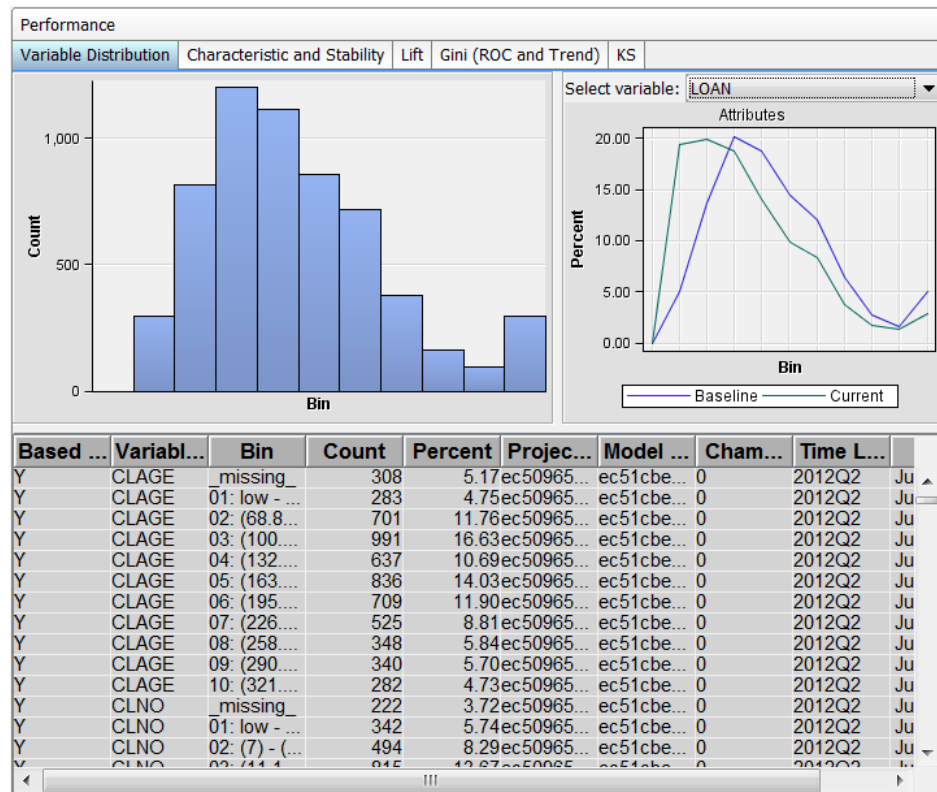 Performance
Variable Distribution Characteristic and Stability Lift Gini (ROC and Trend) KS
Select variable: LOAN
Attributes
1,000
500
0
Count
Bin
20.00
15.00
10.00
5.00
0.00
Percent
Bin
Baseline Current
Based ... Variabl... Bin Count Percent Projec... Model ... Cham... Time L...
Y CLAGE _missing_ 308 5.17 ec50965... ec51cbe... 0 2012Q2 Ju
Y CLAGE 01: low - ... 283 4.75 ec50965... ec51cbe... 0 2012Q2 Ju
Y CLAGE 02: (68.8... 701 11.76 ec50965... ec51cbe... 0 2012Q2 Ju
Y CLAGE 03: (100.... 991 16.63 ec50965... ec51cbe... 0 2012Q2 Ju
Y CLAGE 04: (132.... 637 10.69 ec50965... ec51cbe... 0 2012Q2 Ju
Y CLAGE 05: (163.... 836 14.03 ec50965... ec51cbe... 0 2012Q2 Ju
Y CLAGE 06: (195.... 709 11.90 ec50965... ec51cbe... 0 2012Q2 Ju
Y CLAGE 07: (226.... 525 8.81 ec50965... ec51cbe... 0 2012Q2 Ju
Y CLAGE 08: (258.... 348 5.84 ec50965... ec51cbe... 0 2012Q2 Ju
Y CLAGE 09: (290.... 340 5.70 ec50965... ec51cbe... 0 2012Q2 Ju
Y CLAGE 10: (321.... 282 4.73 ec50965... ec51cbe... 0 2012Q2 Ju
Y CLNO _missing_ 222 3.72 ec50965... ec51cbe... 0 2012Q2 Ju
Y CLNO 01: low - ... 342 5.74 ec50965... ec51cbe... 0 2012Q2 Ju
Y CLNO 02: (7) - (... 494 8.29 ec50965... ec51cbe... 0 2012Q2 Ju
Y CLNO